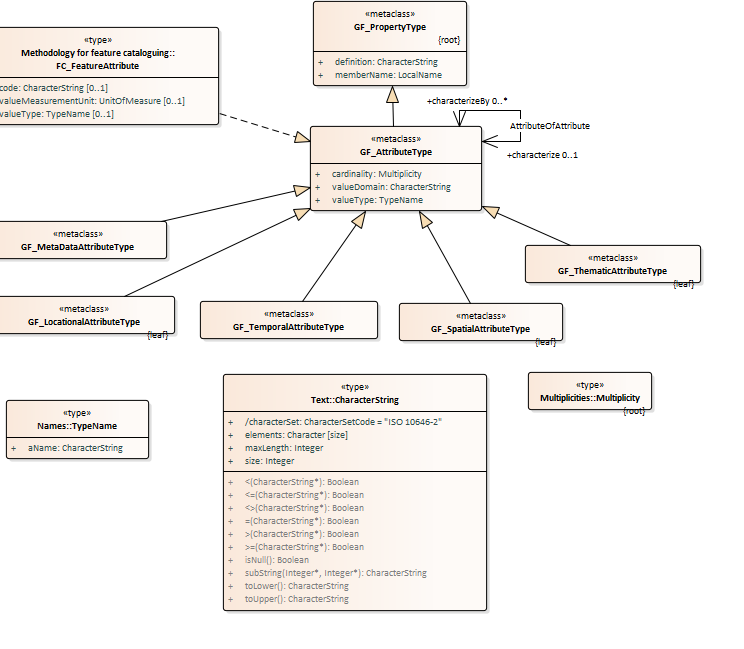 «metaclass»
GF_PropertyType
{root}
+ definition: CharacterString
+ memberName: LocalName
«type»
Methodology for feature cataloguing::
FC_FeatureAttribute
code: CharacterString [0..1]
valueMeasurementUnit: UnitOfMeasure [0..1]
valueType: TypeName [0..1]
+characterizeBy 0..*
AttributeOfAttribute
+characterize 0..1
«metaclass»
GF_AttributeType
+ cardinality: Multiplicity
+ valueDomain: CharacterString
+ valueType: TypeName
«metaclass»
GF_MetaDataAttributeType
«metaclass»
GF_ThematicAttributeType
{leaf}
«metaclass»
GF_LocationalAttributeType
{leaf}
«metaclass»
GF_TemporalAttributeType
«metaclass»
GF_SpatialAttributeType
{leaf}
«type»
Names::TypeName
+ aName: CharacterString
«type»
Text::CharacterString
+ /characterSet: CharacterSetCode = "ISO 10646-2"
+ elements: Character [size]
+ maxLength: Integer
+ size: Integer
+ <(CharacterString*): Boolean
+ <=(CharacterString*): Boolean
+ <>(CharacterString*): Boolean
+ =(CharacterString*): Boolean
+ >(CharacterString*): Boolean
+ >=(CharacterString*): Boolean
+ isNull(): Boolean
+ subString(Integer*, Integer*): CharacterString
+ toLower(): CharacterString
+ toUpper(): CharacterString
«type»
Multiplicities::Multiplicity
{root}